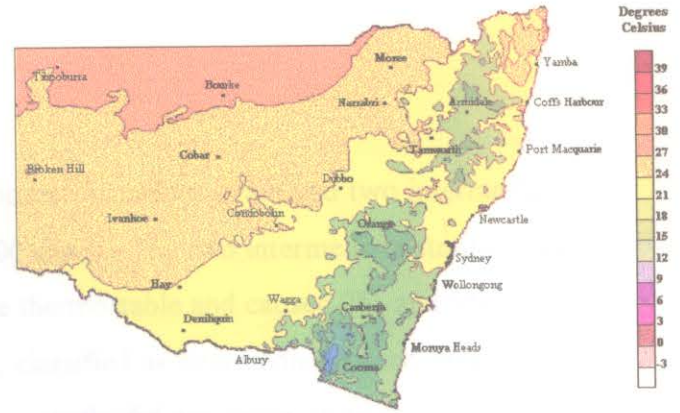 Degrees
Celsius
39
36
33
30
27
24
21
18
15
12
9
6
3
0
-3
Tibooburra
Bourke
Moree
Yamba
Narrabri
Armidale
Coffs Harbour
Cobar
Tamworth
Port Macquarie
Broken Hill
Dubbo
Ivanhoe
Condobolin
Orange
Newcastle
Sydney
Hay
Wagga
Canberra
Wollongong
Deniliquin
Albury
Cooma
Moruya Heads